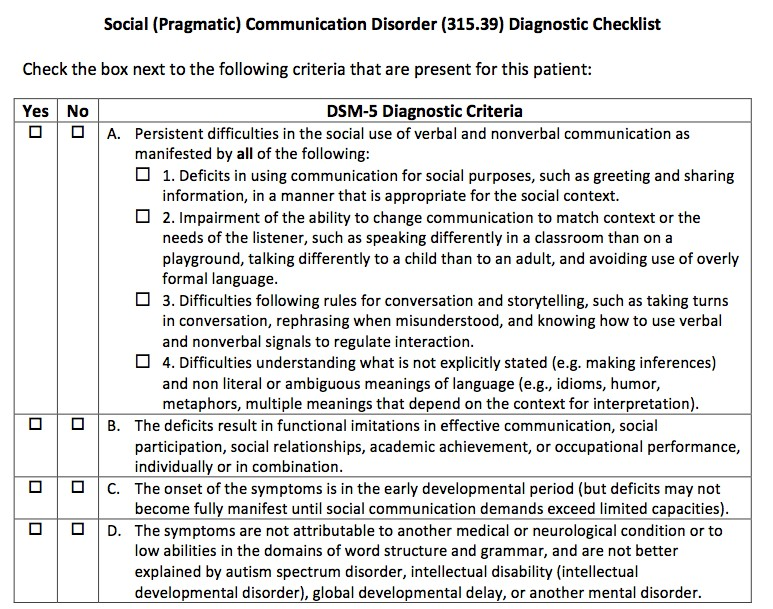 Social (Pragmatic) Communication Disorder (315.39) Diagnostic Checklist
Check the box next to the following criteria that are present for this patient:
Yes No DSM-5 Diagnostic Criteria
☐ ☐ A. Persistent difficulties in the social use of verbal and nonverbal communication as
manifested by all of the following:
☐ 1. Deficits in using communication for social purposes, such as greeting and sharing
information, in a manner that is appropriate for the social context.
☐ 2. Impairment of the ability to change communication to match context or the
needs of the listener, such as speaking differently in a classroom than on a
playground, talking differently to a child than to an adult, and avoiding use of overly
formal language.
☐ 3. Difficulties following rules for conversation and storytelling, such as taking turns
in conversation, rephrasing when misunderstood, and knowing how to use verbal
and nonverbal signals to regulate interaction.
☐ 4. Difficulties understanding what is not explicitly stated (e.g. making inferences)
and non literal or ambiguous meanings of language (e.g., idioms, humor,
metaphors, multiple meanings that depend on the context for interpretation).
☐ ☐ B. The deficits result in functional imitations in effective communication, social
participation, social relationships, academic achievement, or occupational performance,
individually or in combination.
☐ ☐ C. The onset of the symptoms is in the early developmental period (but deficits may not
become fully manifest until social communication demands exceed limited capacities).
☐ ☐ D. The symptoms are not attributable to another medical or neurological condition or to
low abilities in the domains of word structure and grammar, and are not better
explained by autism spectrum disorder, intellectual disability (intellectual
developmental disorder), global developmental delay, or another mental disorder.